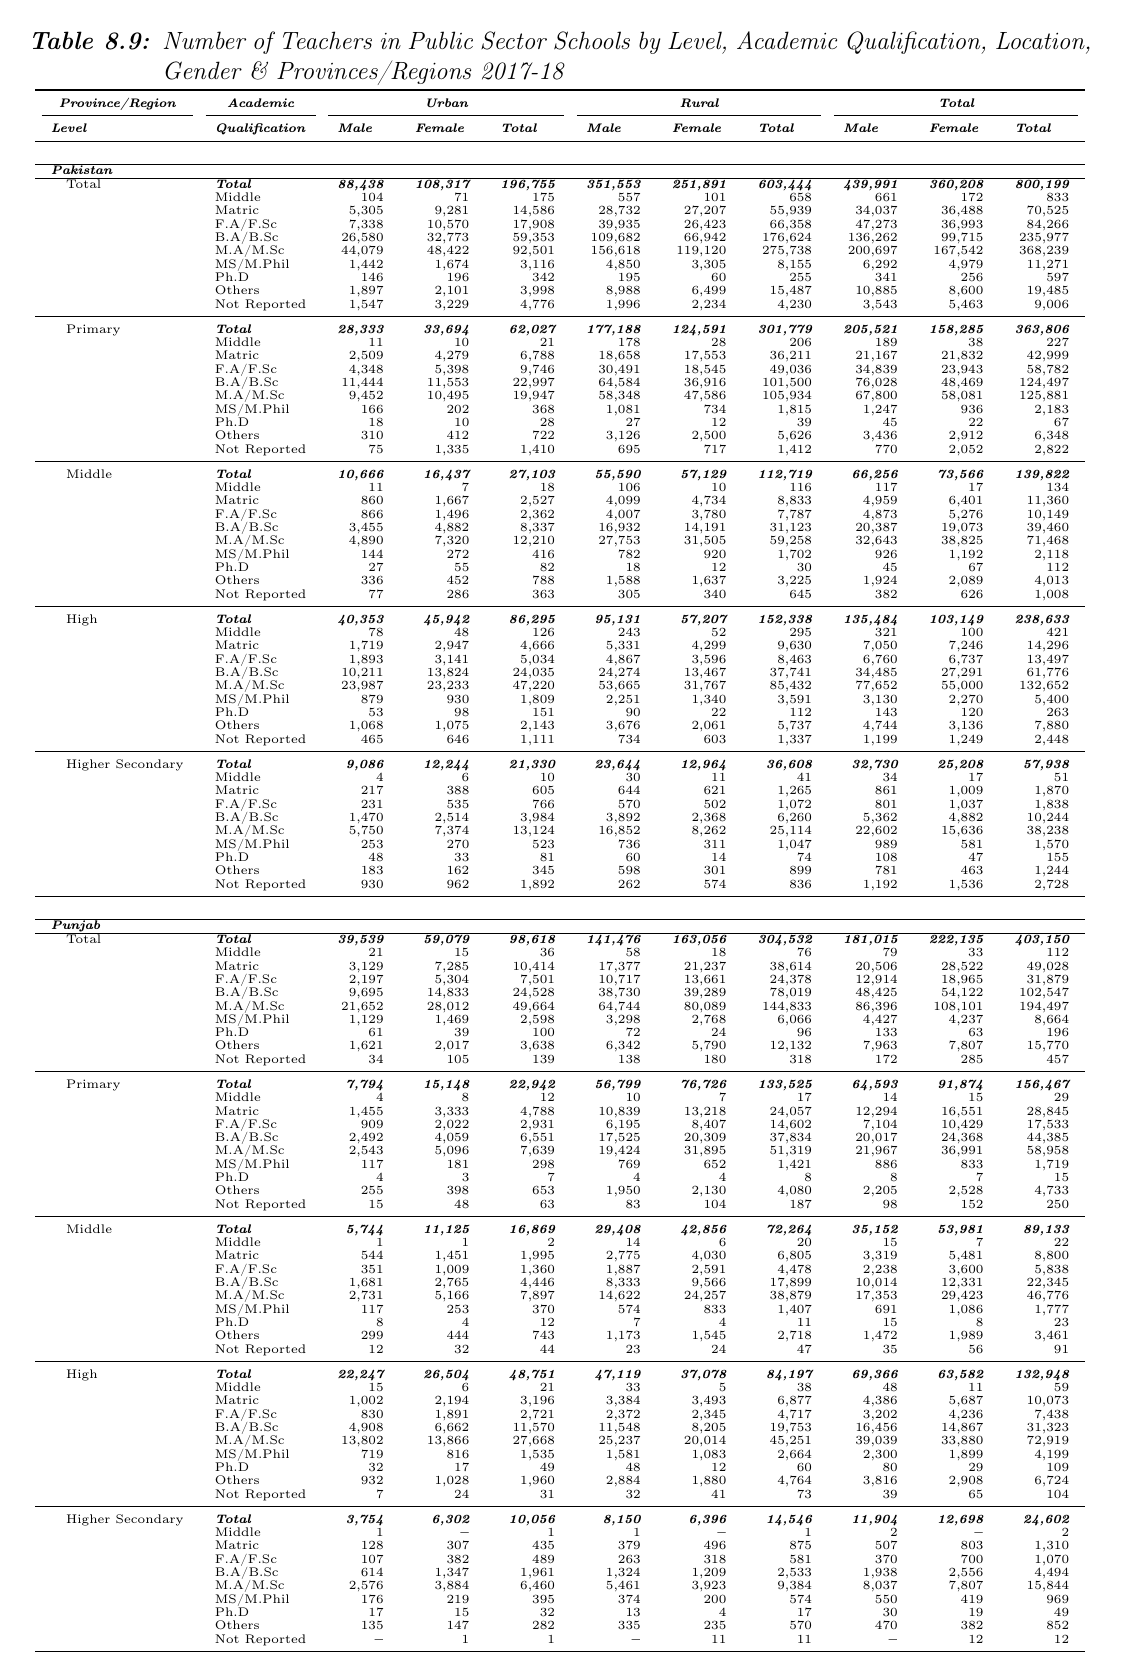 Table 8.9: Number of Teachers in Public Sector Schools by Level, Academic Qualification, Location,
Gender & Provinces/Regions 2017-18
Province/Region Academic Urban Rural Total
Level Qualification Male Female Total Male Female Total Male Female Total
Pakistan
Total Total 88,438 108,317 196,755 351,553 251,891 603,444 439,991 360,208 800,199
Middle 104 71 175 557 101 658 661 172 833
Matric 5,305 9,281 14,586 28,732 27,207 55,939 34,037 36,488 70,525
F.A/F.Sc 7,338 10,570 17,908 39,935 26,423 66,358 47,273 36,993 84,266
B.A/B.Sc 26,580 32,773 59,353 109,682 66,942 176,624 136,262 99,715 235,977
M.A/M.Sc 44,079 48,422 92,501 156,618 119,120 275,738 200,697 167,542 368,239
MS/M.Phil 1,442 1,674 3,116 4,850 3,305 8,155 6,292 4,979 11,271
Ph.D 146 196 342 195 60 255 341 256 597
Others 1,897 2,101 3,998 8,988 6,499 15,487 10,885 8,600 19,485
Not Reported 1,547 3,229 4,776 1,996 2,234 4,230 3,543 5,463 9,006
Primary Total 28,333 33,694 62,027 177,188 124,591 301,779 205,521 158,285 363,806
Middle 11 10 21 178 28 206 189 38 227
Matric 2,509 4,279 6,788 18,658 17,553 36,211 21,167 21,832 42,999
F.A/F.Sc 4,348 5,398 9,746 30,491 18,545 49,036 34,839 23,943 58,782
B.A/B.Sc 11,444 11,553 22,997 64,584 36,916 101,500 76,028 48,469 124,497
M.A/M.Sc 9,452 10,495 19,947 58,348 47,586 105,934 67,800 58,081 125,881
MS/M.Phil 166 202 368 1,081 734 1,815 1,247 936 2,183
Ph.D 18 10 28 27 12 39 45 22 67
Others 310 412 722 3,126 2,500 5,626 3,436 2,912 6,348
Not Reported 75 1,335 1,410 695 717 1,412 770 2,052 2,822
Middle Total 10,666 16,437 27,103 55,590 57,129 112,719 66,256 73,566 139,822
Middle 11 7 18 106 10 116 117 17 134
Matric 860 1,667 2,527 4,099 4,734 8,833 4,959 6,401 11,360
F.A/F.Sc 866 1,496 2,362 4,007 3,780 7,787 4,873 5,276 10,149
B.A/B.Sc 3,455 4,882 8,337 16,932 14,191 31,123 20,387 19,073 39,460
M.A/M.Sc 4,890 7,320 12,210 27,753 31,505 59,258 32,643 38,825 71,468
MS/M.Phil 144 272 416 782 920 1,702 926 1,192 2,118
Ph.D 27 55 82 18 12 30 45 67 112
Others 336 452 788 1,588 1,637 3,225 1,924 2,089 4,013
Not Reported 77 286 363 305 340 645 382 626 1,008
High Total 40,353 45,942 86,295 95,131 57,207 152,338 135,484 103,149 238,633
Middle 78 48 126 243 52 295 321 100 421
Matric 1,719 2,947 4,666 5,331 4,299 9,630 7,050 7,246 14,296
F.A/F.Sc 1,893 3,141 5,034 4,867 3,596 8,463 6,760 6,737 13,497
B.A/B.Sc 10,211 13,824 24,035 24,274 13,467 37,741 34,485 27,291 61,776
M.A/M.Sc 23,987 23,233 47,220 53,665 31,767 85,432 77,652 55,000 132,652
MS/M.Phil 879 930 1,809 2,251 1,340 3,591 3,130 2,270 5,400
Ph.D 53 98 151 90 22 112 143 120 263
Others 1,068 1,075 2,143 3,676 2,061 5,737 4,744 3,136 7,880
Not Reported 465 646 1,111 734 603 1,337 1,199 1,249 2,448
Higher Secondary Total 9,086 12,244 21,330 23,644 12,964 36,608 32,730 25,208 57,938
Middle 4 6 10 30 11 41 34 17 51
Matric 217 388 605 644 621 1,265 861 1,009 1,870
F.A/F.Sc 231 535 766 570 502 1,072 801 1,037 1,838
B.A/B.Sc 1,470 2,514 3,984 3,892 2,368 6,260 5,362 4,882 10,244
M.A/M.Sc 5,750 7,374 13,124 16,852 8,262 25,114 22,602 15,636 38,238
MS/M.Phil 253 270 523 736 311 1,047 989 581 1,570
Ph.D 48 33 81 60 14 74 108 47 155
Others 183 162 345 598 301 899 781 463 1,244
Not Reported 930 962 1,892 262 574 836 1,192 1,536 2,728
Punjab
Total Total 39,539 59,079 98,618 141,476 163,056 304,532 181,015 222,135 403,150
Middle 21 15 36 58 18 76 79 33 112
Matric 3,129 7,285 10,414 17,377 21,237 38,614 20,506 28,522 49,028
F.A/F.Sc 2,197 5,304 7,501 10,717 13,661 24,378 12,914 18,965 31,879
B.A/B.Sc 9,695 14,833 24,528 38,730 39,289 78,019 48,425 54,122 102,547
M.A/M.Sc 21,652 28,012 49,664 64,744 80,089 144,833 86,396 108,101 194,497
MS/M.Phil 1,129 1,469 2,598 3,298 2,768 6,066 4,427 4,237 8,664
Ph.D 61 39 100 72 24 96 133 63 196
Others 1,621 2,017 3,638 6,342 5,790 12,132 7,963 7,807 15,770
Not Reported 34 105 139 138 180 318 172 285 457
Primary Total 7,794 15,148 22,942 56,799 76,726 133,525 64,593 91,874 156,467
Middle 4 8 12 10 7 17 14 15 29
Matric 1,455 3,333 4,788 10,839 13,218 24,057 12,294 16,551 28,845
F.A/F.Sc 909 2,022 2,931 6,195 8,407 14,602 7,104 10,429 17,533
B.A/B.Sc 2,492 4,059 6,551 17,525 20,309 37,834 20,017 24,368 44,385
M.A/M.Sc 2,543 5,096 7,639 19,424 31,895 51,319 21,967 36,991 58,958
MS/M.Phil 117 181 298 769 652 1,421 886 833 1,719
Ph.D 4 3 7 4 4 8 8 7 15
Others 255 398 653 1,950 2,130 4,080 2,205 2,528 4,733
Not Reported 15 48 63 83 104 187 98 152 250
Middle Total 5,744 11,125 16,869 29,408 42,856 72,264 35,152 53,981 89,133
Middle 1 1 2 14 6 20 15 7 22
Matric 544 1,451 1,995 2,775 4,030 6,805 3,319 5,481 8,800
F.A/F.Sc 351 1,009 1,360 1,887 2,591 4,478 2,238 3,600 5,838
B.A/B.Sc 1,681 2,765 4,446 8,333 9,566 17,899 10,014 12,331 22,345
M.A/M.Sc 2,731 5,166 7,897 14,622 24,257 38,879 17,353 29,423 46,776
MS/M.Phil 117 253 370 574 833 1,407 691 1,086 1,777
Ph.D 8 4 12 7 4 11 15 8 23
Others 299 444 743 1,173 1,545 2,718 1,472 1,989 3,461
Not Reported 12 32 44 23 24 47 35 56 91
High Total 22,247 26,504 48,751 47,119 37,078 84,197 69,366 63,582 132,948
Middle 15 6 21 33 5 38 48 11 59
Matric 1,002 2,194 3,196 3,384 3,493 6,877 4,386 5,687 10,073
F.A/F.Sc 830 1,891 2,721 2,372 2,345 4,717 3,202 4,236 7,438
B.A/B.Sc 4,908 6,662 11,570 11,548 8,205 19,753 16,456 14,867 31,323
M.A/M.Sc 13,802 13,866 27,668 25,237 20,014 45,251 39,039 33,880 72,919
MS/M.Phil 719 816 1,535 1,581 1,083 2,664 2,300 1,899 4,199
Ph.D 32 17 49 48 12 60 80 29 109
Others 932 1,028 1,960 2,884 1,880 4,764 3,816 2,908 6,724
Not Reported 7 24 31 32 41 73 39 65 104
Higher Secondary Total 3,754 6,302 10,056 8,150 6,396 14,546 11,904 12,698 24,602
Middle 1 – 1 1 – 1 2 – 2
Matric 128 307 435 379 496 875 507 803 1,310
F.A/F.Sc 107 382 489 263 318 581 370 700 1,070
B.A/B.Sc 614 1,347 1,961 1,324 1,209 2,533 1,938 2,556 4,494
M.A/M.Sc 2,576 3,884 6,460 5,461 3,923 9,384 8,037 7,807 15,844
MS/M.Phil 176 219 395 374 200 574 550 419 969
Ph.D 17 15 32 13 4 17 30 19 49
Others 135 147 282 335 235 570 470 382 852
Not Reported – 1 1 – 11 11 – 12 12